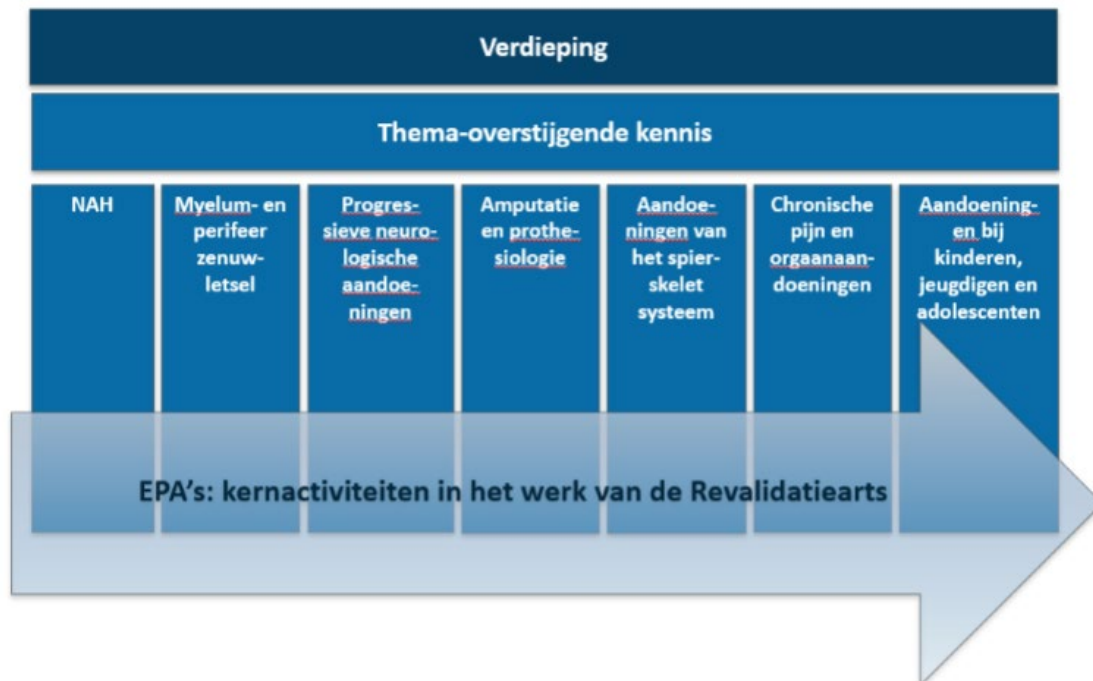 Verdieping
Thema-overstijgende kennis
NAH
Myelum- en
perifeer
zenuw-
letsel
Progres-
sieve neuro-
logische
aandoe-
ningen
Amputatie
en prothe-
siologie
Aandoe-
ningen van
het spier-
skelet
systeem
Chronische
pijn en
orgaanaan-
doeningen
Aandoening-
en bij
kinderen,
jeugdigen en
adolescenten
EPA's: kernactiviteiten in het werk van de Revalidatiearts